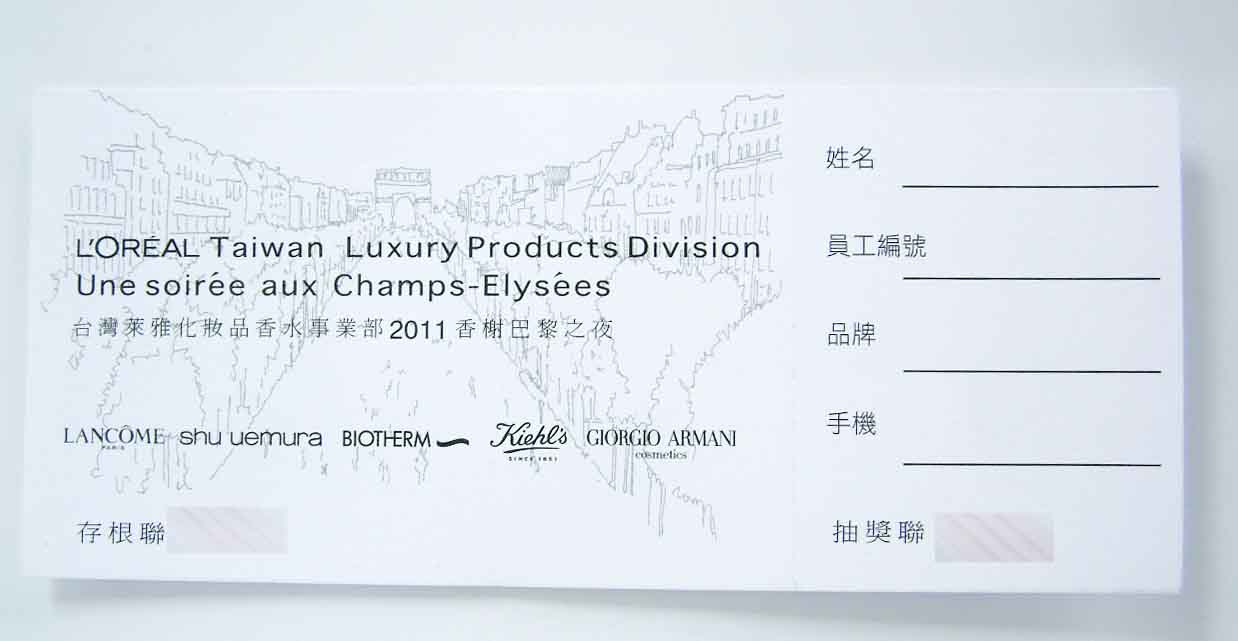 L'ORÉAL Taiwan Luxury Products Division
Une soirée aux Champs-Elysées
台灣萊雅化妝品香水事業部2011香榭巴黎之夜
LANCÔME PARIS shu uemura BIOTHERM Kiehl's SINCE 1851 GIORGIO ARMANI cosmetics
存根聯
姓名
員工編號
品牌
手機
抽獎聯